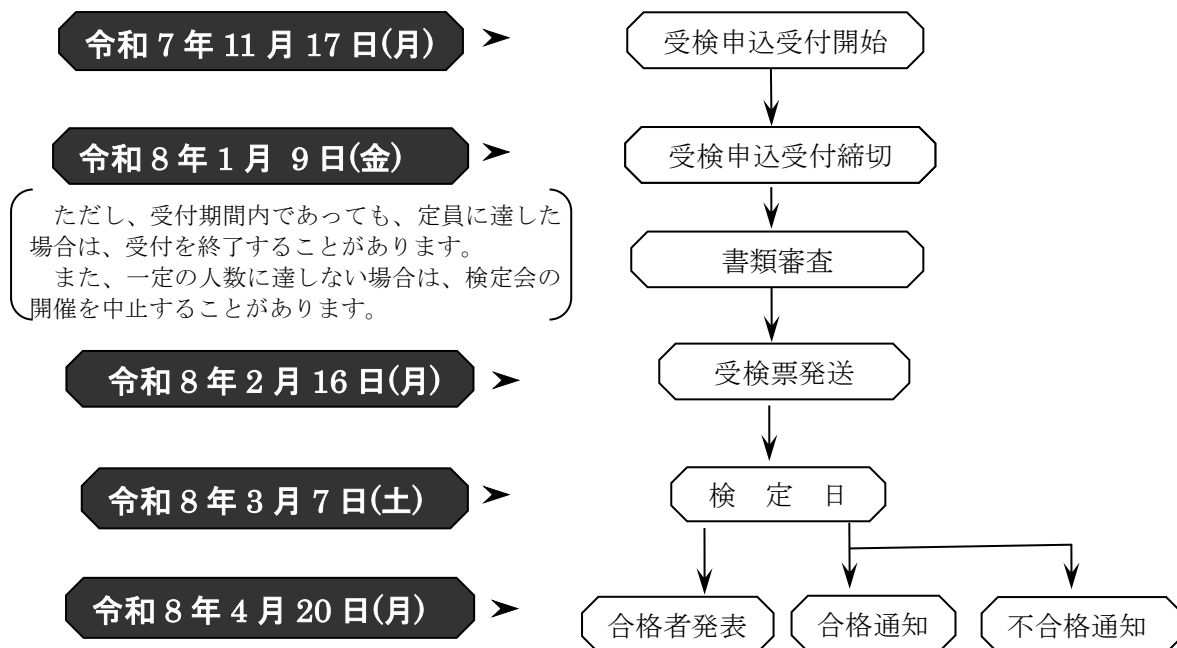 令和 7 年 11 月 17 日(月)
受検申込受付開始
令和 8 年 1 月 9 日(金)
受検申込受付締切
ただし、受付期間内であっても、定員に達した
場合は、受付を終了することがあります。
また、一定の人数に達しない場合は、検定会の
開催を中止することがあります。
書類審査
令和 8 年 2 月 16 日(月)
受検票発送
令和 8 年 3 月 7 日(土)
検 定 日
令和 8 年 4 月 20 日(月)
合格者発表
合格通知
不合格通知